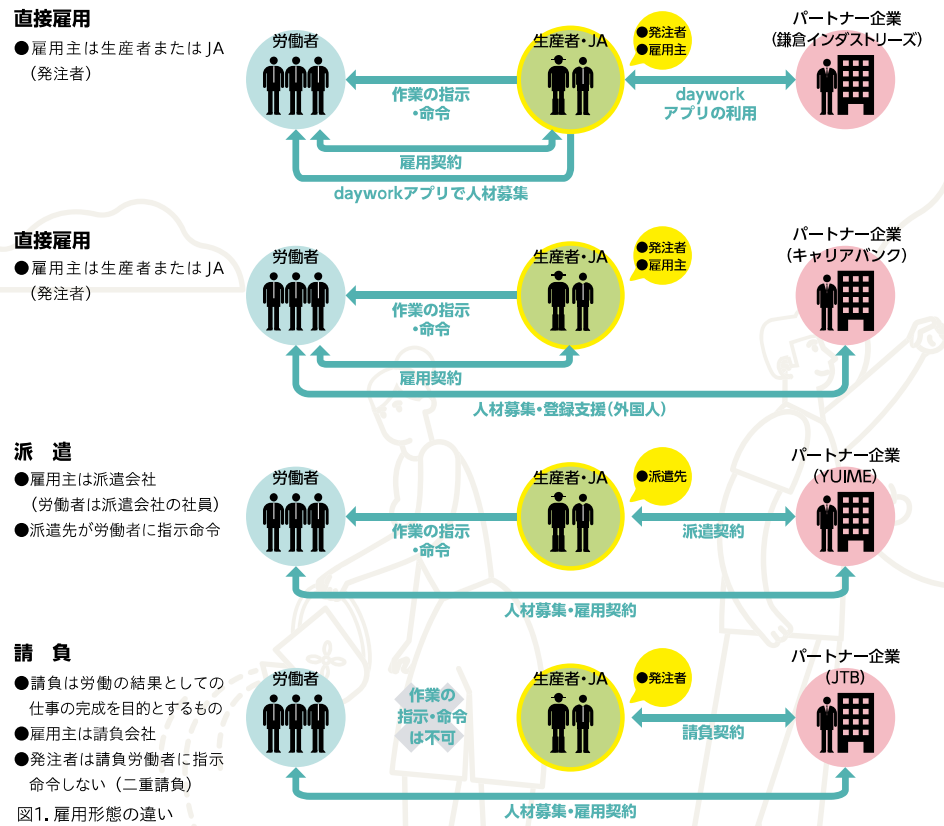 直接雇用
●雇用主は生産者またはJA
（発注者）
労働者
生産者・JA
●発注者
●雇用主
パートナー企業
（鎌倉インダストリーズ）
作業の指示
・命令
daywork
アプリの利用
雇用契約
dayworkアプリで人材募集
直接雇用
●雇用主は生産者またはJA
（発注者）
労働者
生産者・JA
●発注者
●雇用主
パートナー企業
（キャリアバンク）
作業の指示
・命令
雇用契約
人材募集・登録支援（外国人）
派　遣
●雇用主は派遣会社
（労働者は派遣会社の社員）
●派遣先が労働者に指示命令
労働者
生産者・JA
●派遣先
パートナー企業
（YUIME）
作業の指示
・命令
派遣契約
人材募集・雇用契約
請　負
●請負は労働の結果としての
仕事の完成を目的とするもの
●雇用主は請負会社
●発注者は請負労働者に指示
命令しない（二重請負）
労働者
作業の
指示・命令
は不可
生産者・JA
●発注者
パートナー企業
（JTB）
請負契約
人材募集・雇用契約
図1. 雇用形態の違い